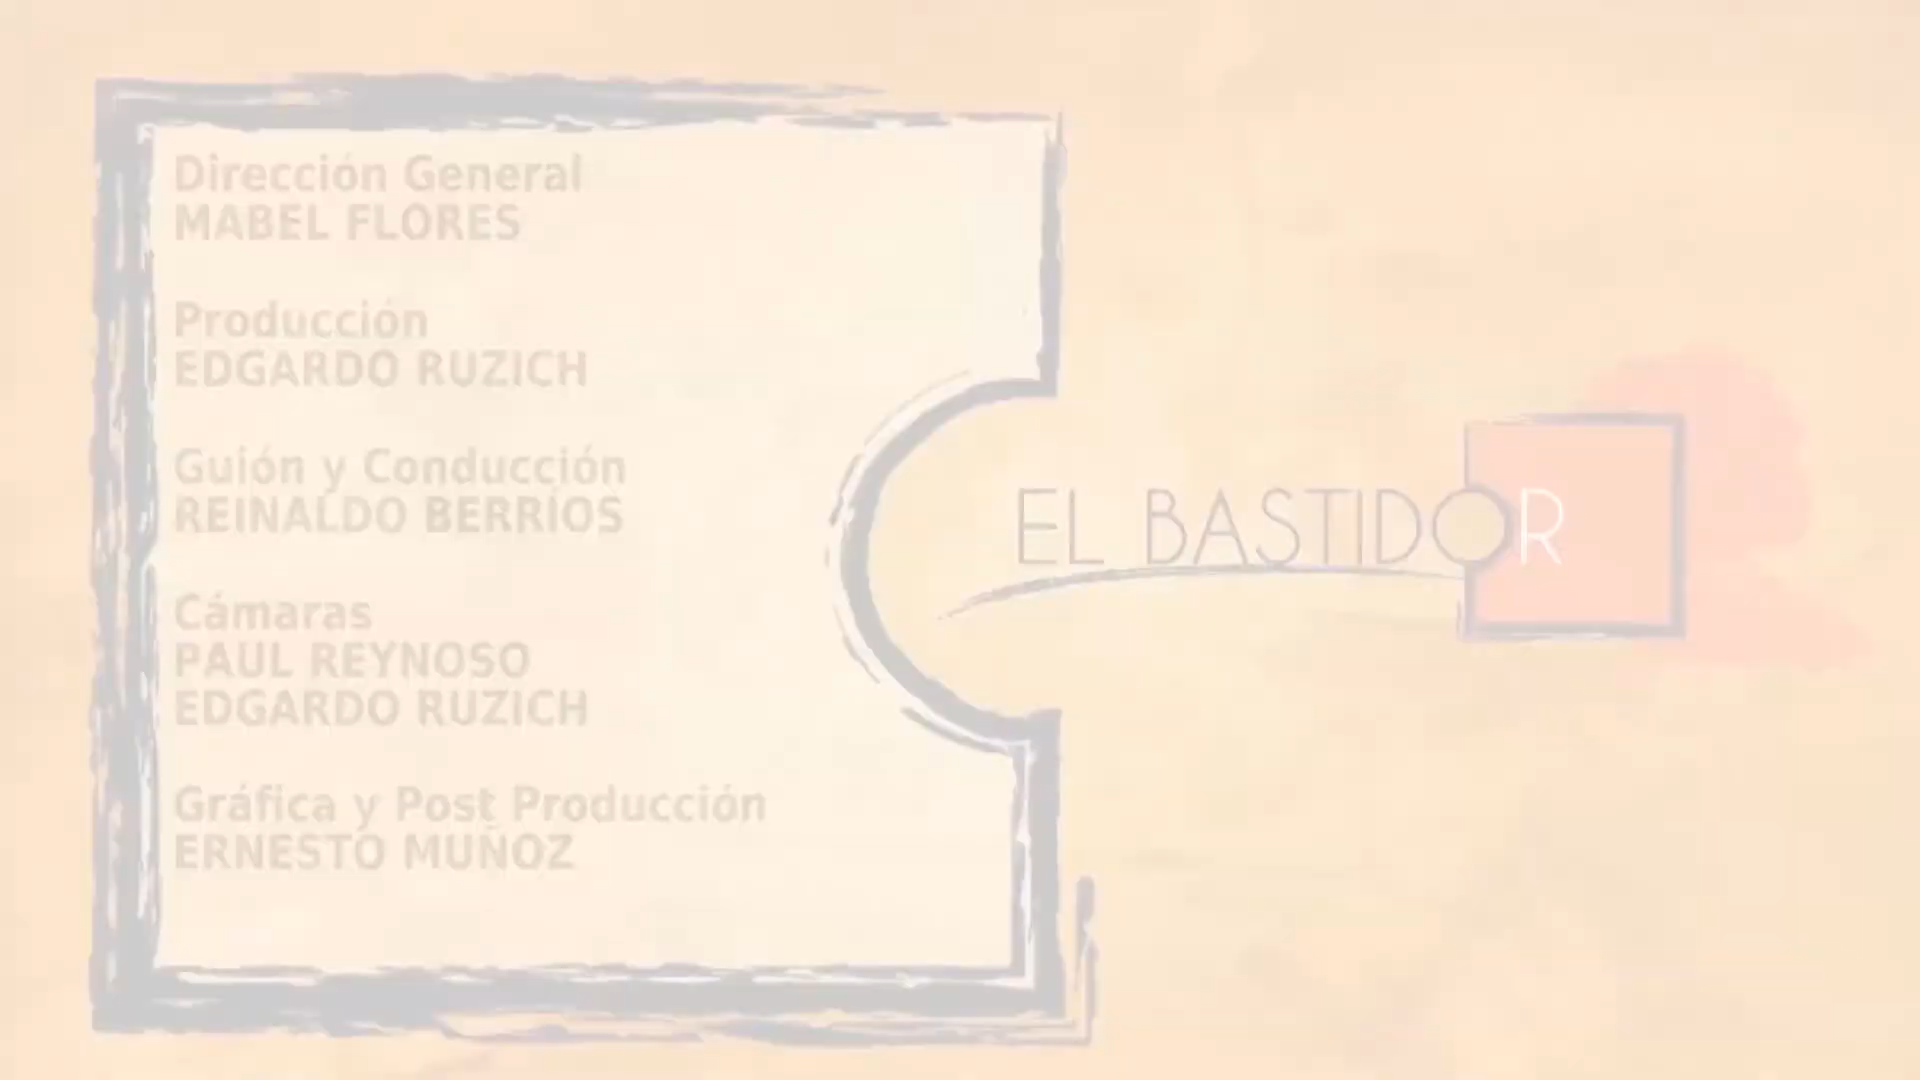 Dirección General
MABEL FLORES
Producción
EDGARDO RUZICH
Guión y Conducción
REINALDO BERRÍOS
Cámaras
PAUL REYNOSO
EDGARDO RUZICH
Gráfica y Post Producción
ERNESTO MUÑOZ
EL BASTIDOR